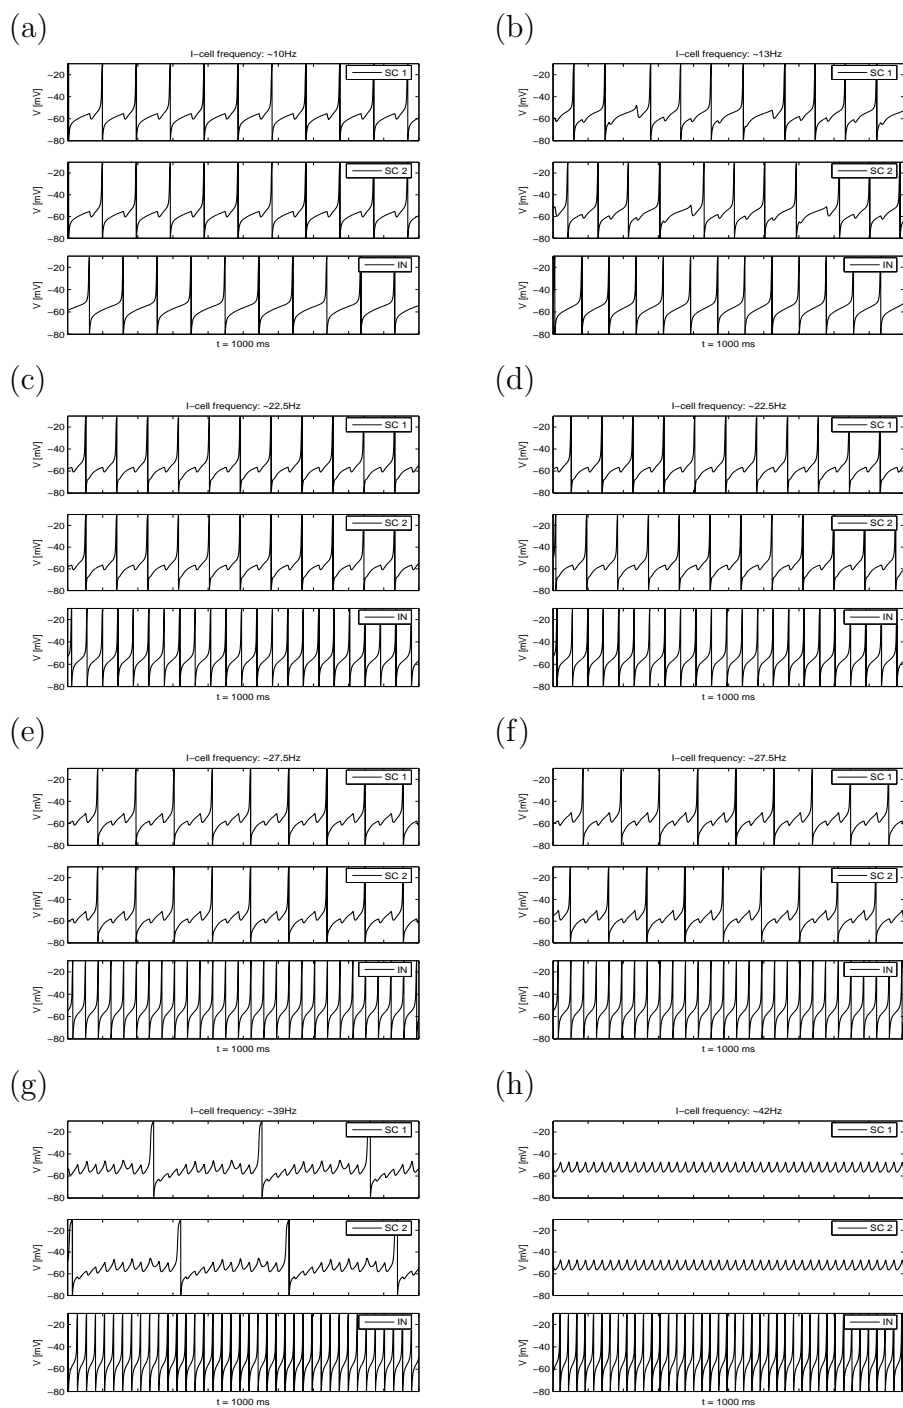 (a)
I−cell frequency: ~10Hz
−20
−40
−60
−80
V [mV]
SC 1
−20
−40
−60
−80
V [mV]
SC 2
−20
−40
−60
−80
V [mV]
IN
t = 1000 ms
(b)
I−cell frequency: ~13Hz
−20
−40
−60
−80
V [mV]
SC 1
−20
−40
−60
−80
V [mV]
SC 2
−20
−40
−60
−80
V [mV]
IN
t = 1000 ms
(c)
I−cell frequency: ~22.5Hz
−20
−40
−60
−80
V [mV]
SC 1
−20
−40
−60
−80
V [mV]
SC 2
−20
−40
−60
−80
V [mV]
IN
t = 1000 ms
(d)
I−cell frequency: ~22.5Hz
−20
−40
−60
−80
V [mV]
SC 1
−20
−40
−60
−80
V [mV]
SC 2
−20
−40
−60
−80
V [mV]
IN
t = 1000 ms
(e)
I−cell frequency: ~27.5Hz
−20
−40
−60
−80
V [mV]
SC 1
−20
−40
−60
−80
V [mV]
SC 2
−20
−40
−60
−80
V [mV]
IN
t = 1000 ms
(f)
I−cell frequency: ~27.5Hz
−20
−40
−60
−80
V [mV]
SC 1
−20
−40
−60
−80
V [mV]
SC 2
−20
−40
−60
−80
V [mV]
IN
t = 1000 ms
(g)
I−cell frequency: ~39Hz
−20
−40
−60
−80
V [mV]
SC 1
−20
−40
−60
−80
V [mV]
SC 2
−20
−40
−60
−80
V [mV]
IN
t = 1000 ms
(h)
I−cell frequency: ~42Hz
−20
−40
−60
−80
V [mV]
SC 1
−20
−40
−60
−80
V [mV]
SC 2
−20
−40
−60
−80
V [mV]
IN
t = 1000 ms